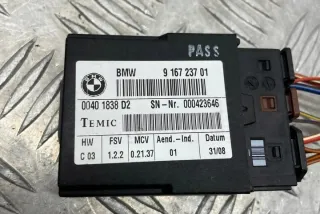 PASS
BMW 9 167 237 01
0040 1838 D2 SN-Nr. 000423646
TEMIC
HW FSV MCV Aend.-Ind. Datum
C 03 1.2.2 0.21.37 01 31/08